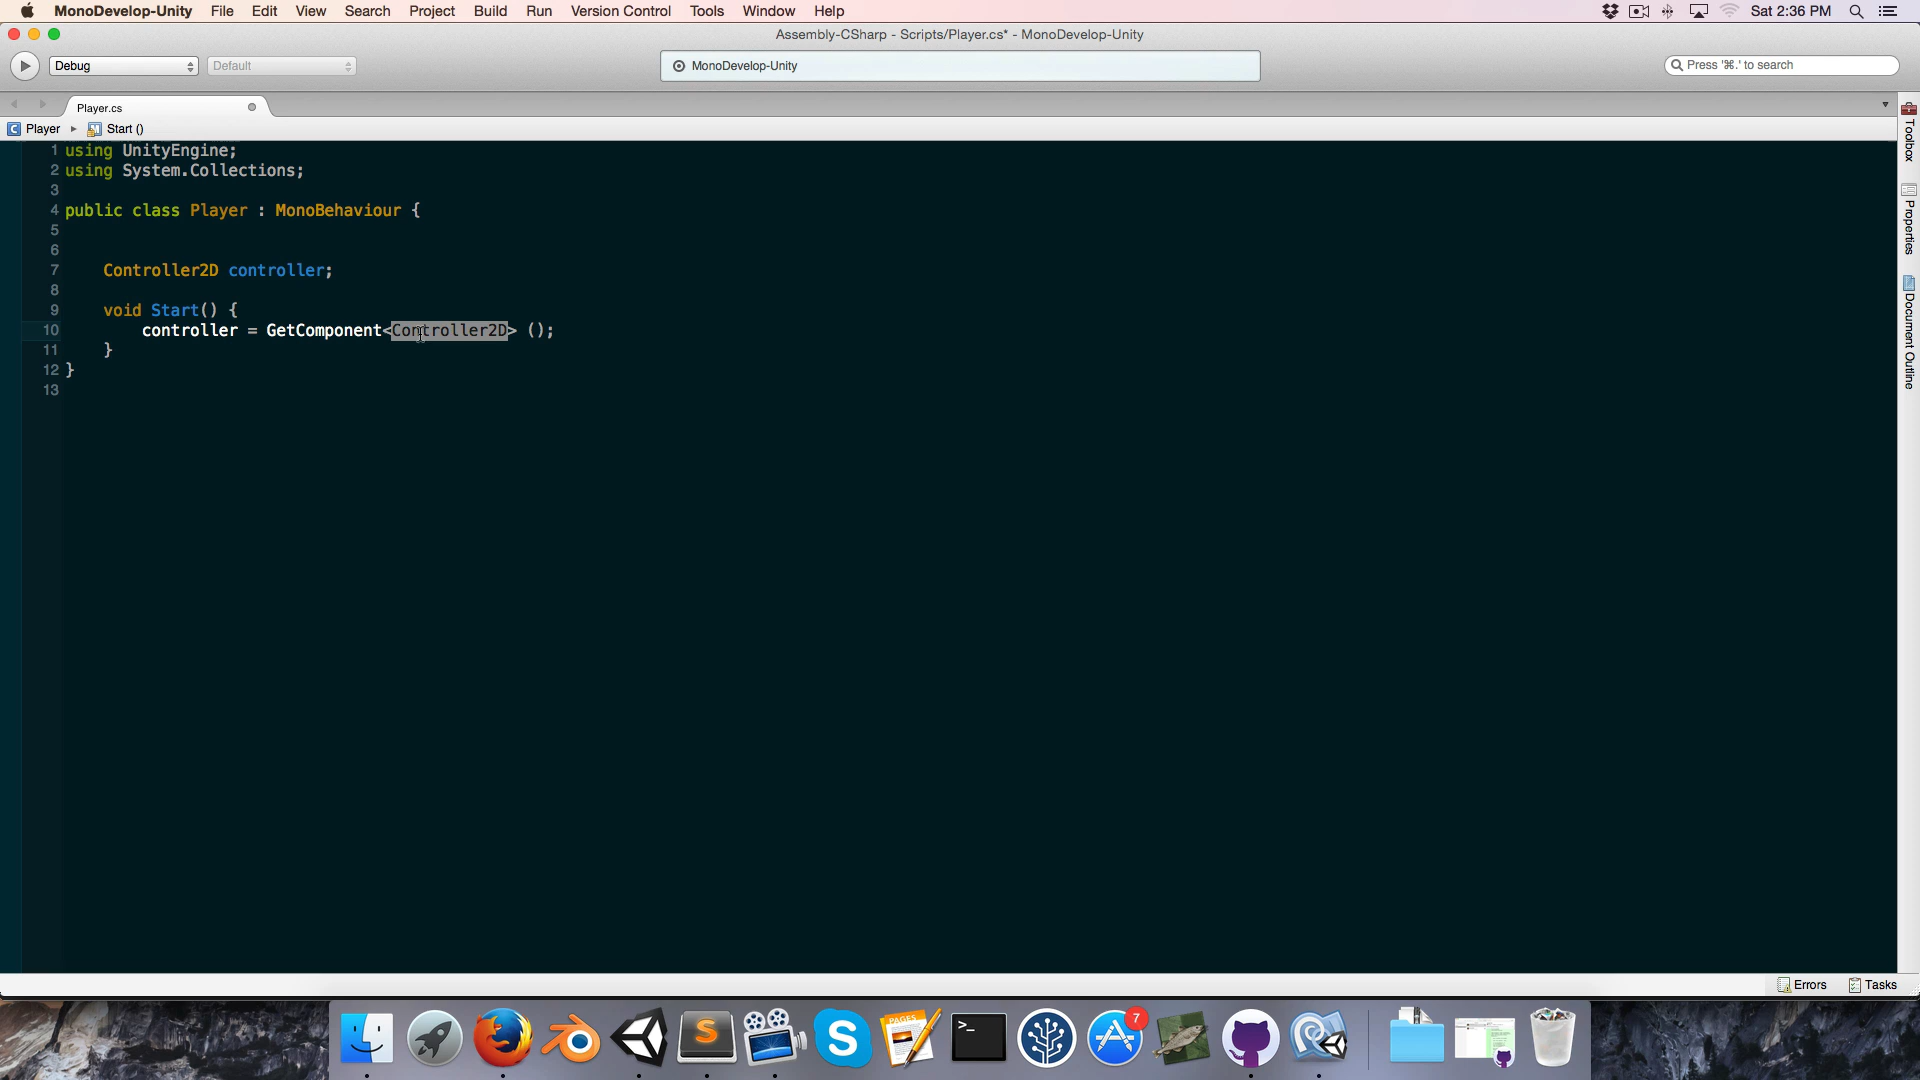 MonoDevelop-Unity File Edit View Search Project Build Run Version Control Tools Window Help Sat 2:36 PM
Assembly-CSharp - Scripts/Player.cs* - MonoDevelop-Unity
Debug Default MonoDevelop-Unity Press '⌘.' to search
Player.cs
C Player ▸ Start ()
1 using UnityEngine;
2 using System.Collections;
3
4 public class Player : MonoBehaviour {
5
6
7 Controller2D controller;
8
9 void Start() {
10 controller = GetComponent<Controller2D> ();
11 }
12 }
13
Toolbox
Properties
Document Outline
Errors Tasks
S
S
PAGES
>_
7